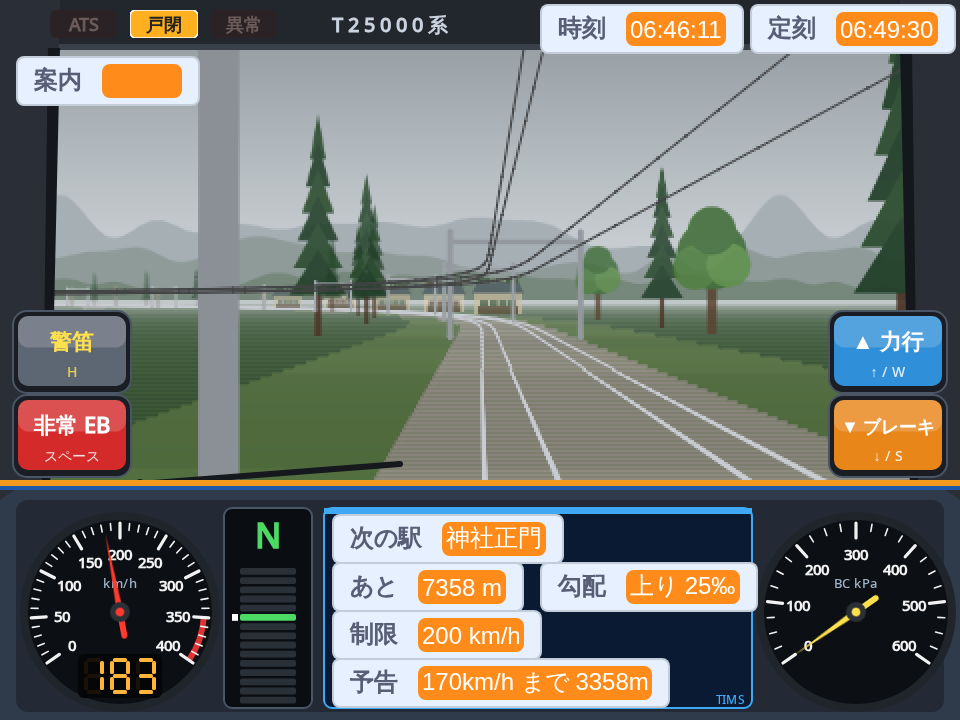 ATS 戸閉 異常 T25000系 時刻 06:46:11 定刻 06:49:30
案内
警笛
H
非常 EB
スペース
▲ 力行
↑ / W
▼ ブレーキ
↓ / S
0 50 100 150 200 250 300 350 400
km/h
183
N
次の駅 神社正門
あと 7358 m 勾配 上り 25‰
制限 200 km/h
予告 170km/h まで 3358m
TIMS
0 100 200 300 400 500 600
BC kPa